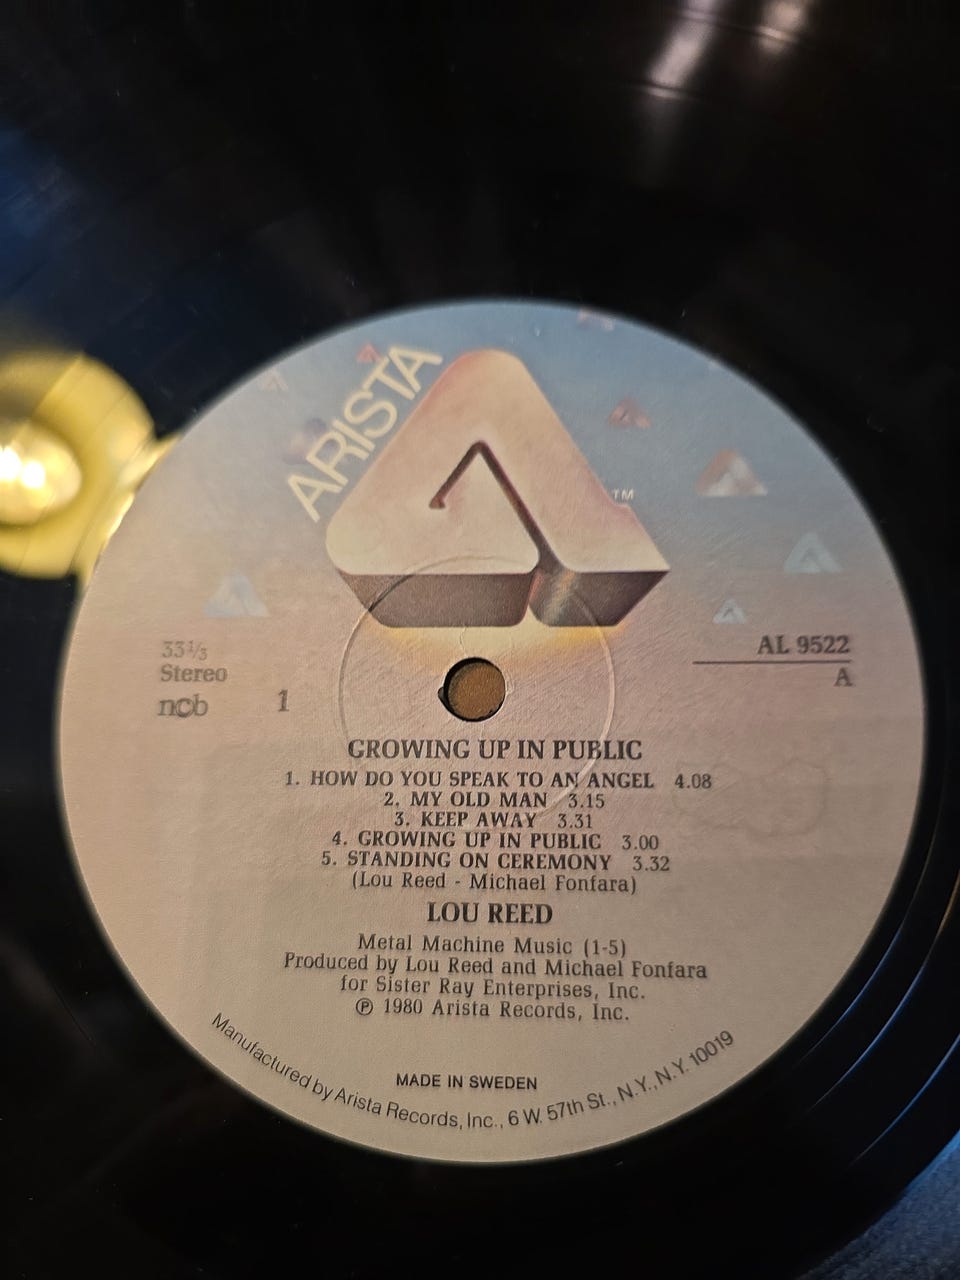 ARISTA
TM
33⅓
Stereo
ncb
1
AL 9522
A
GROWING UP IN PUBLIC
1. HOW DO YOU SPEAK TO AN ANGEL 4.08
2. MY OLD MAN 3.15
3. KEEP AWAY 3.31
4. GROWING UP IN PUBLIC 3.00
5. STANDING ON CEREMONY 3.32
(Lou Reed - Michael Fonfara)
LOU REED
Metal Machine Music (1-5)
Produced by Lou Reed and Michael Fonfara
for Sister Ray Enterprises, Inc.
℗ 1980 Arista Records, Inc.
MADE IN SWEDEN
Manufactured by Arista Records, Inc., 6 W. 57th St., N.Y., N.Y. 10019